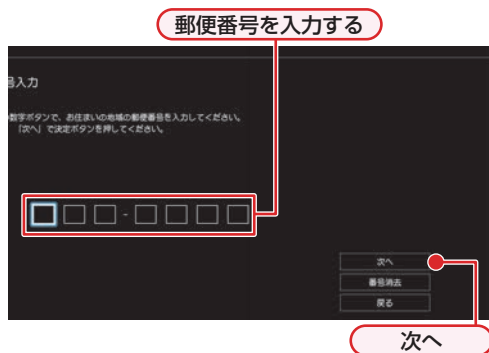 郵便番号を入力する
号入力
数字ボタンで、お住まいの地域の郵便番号を入力してください。
「次へ」で決定ボタンを押してください。
-
次へ
番号消去
戻る
次へ